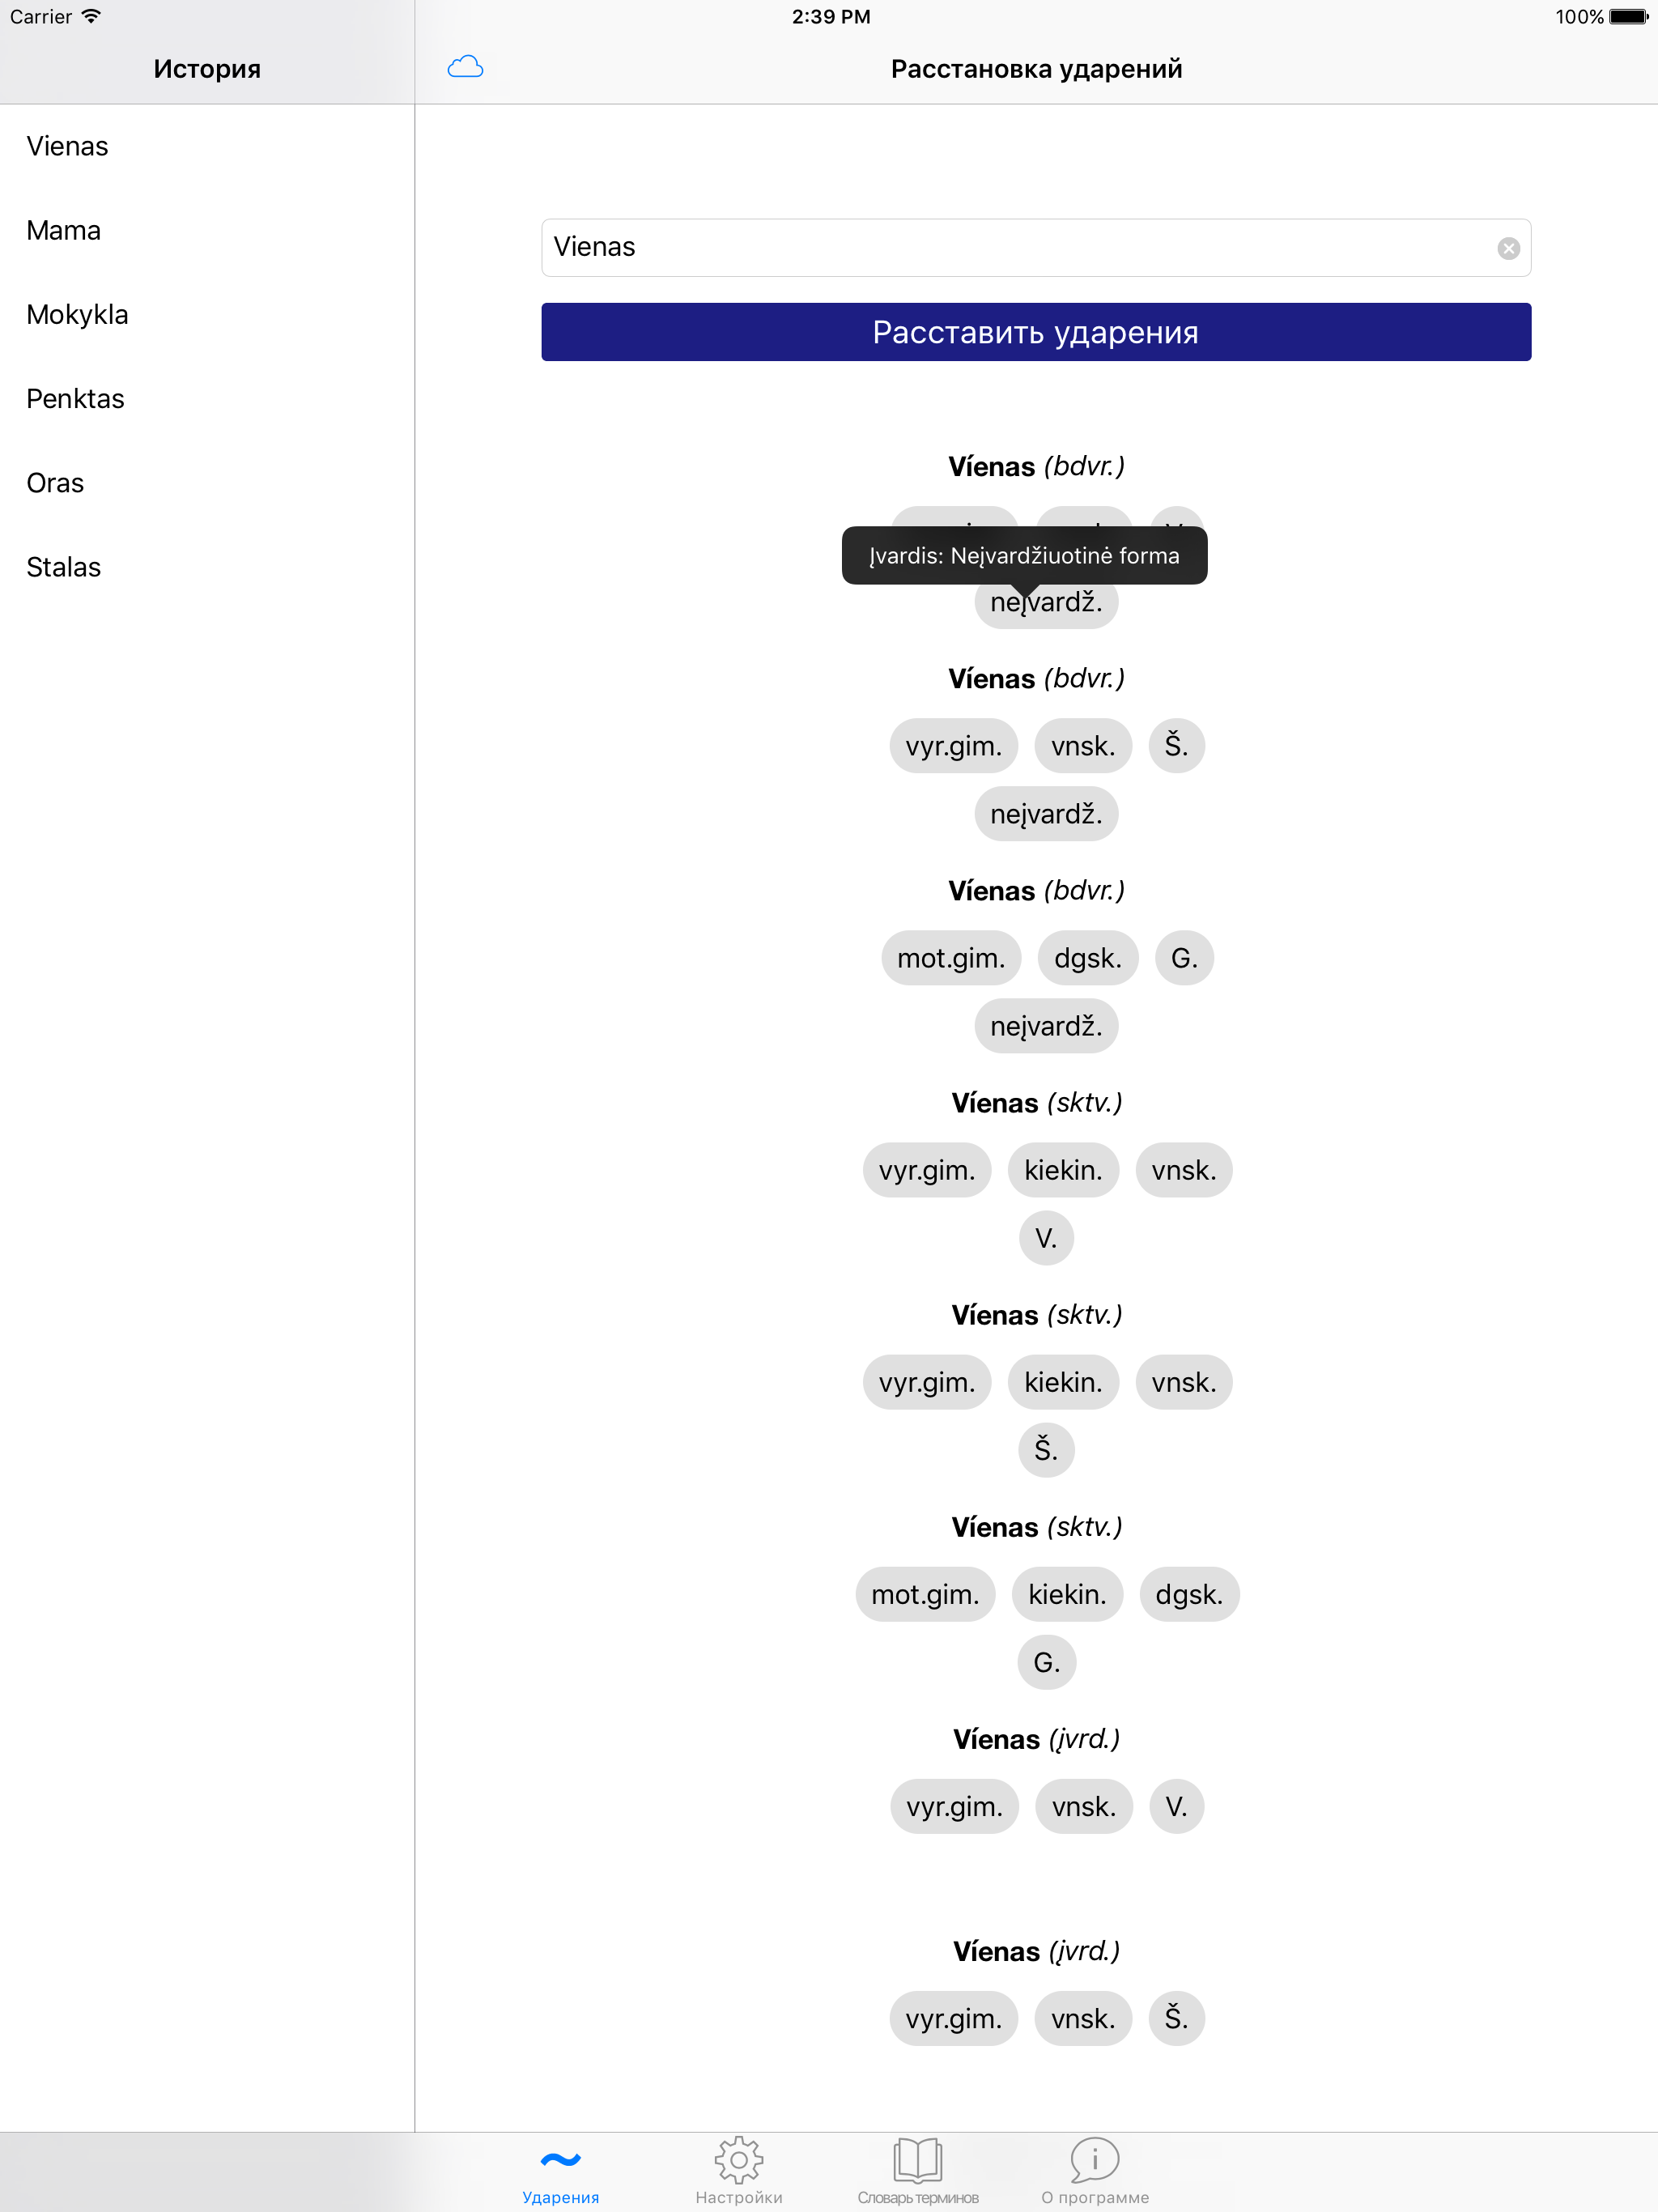 Carrier 2:39 PM 100%
История
Расстановка ударений
Vienas
Mama
Mokykla
Penktas
Oras
Stalas
Vienas
Расставить ударения
Víenas (bdvr.)
Įvardis: Neįvardžiuotinė forma
neįvardž.
Víenas (bdvr.)
vyr.gim. vnsk. Š.
neįvardž.
Víenas (bdvr.)
mot.gim. dgsk. G.
neįvardž.
Víenas (sktv.)
vyr.gim. kiekin. vnsk.
V.
Víenas (sktv.)
vyr.gim. kiekin. vnsk.
Š.
Víenas (sktv.)
mot.gim. kiekin. dgsk.
G.
Víenas (įvrd.)
vyr.gim. vnsk. V.
Víenas (įvrd.)
vyr.gim. vnsk. Š.
Ударения Настройки Словарь терминов О программе